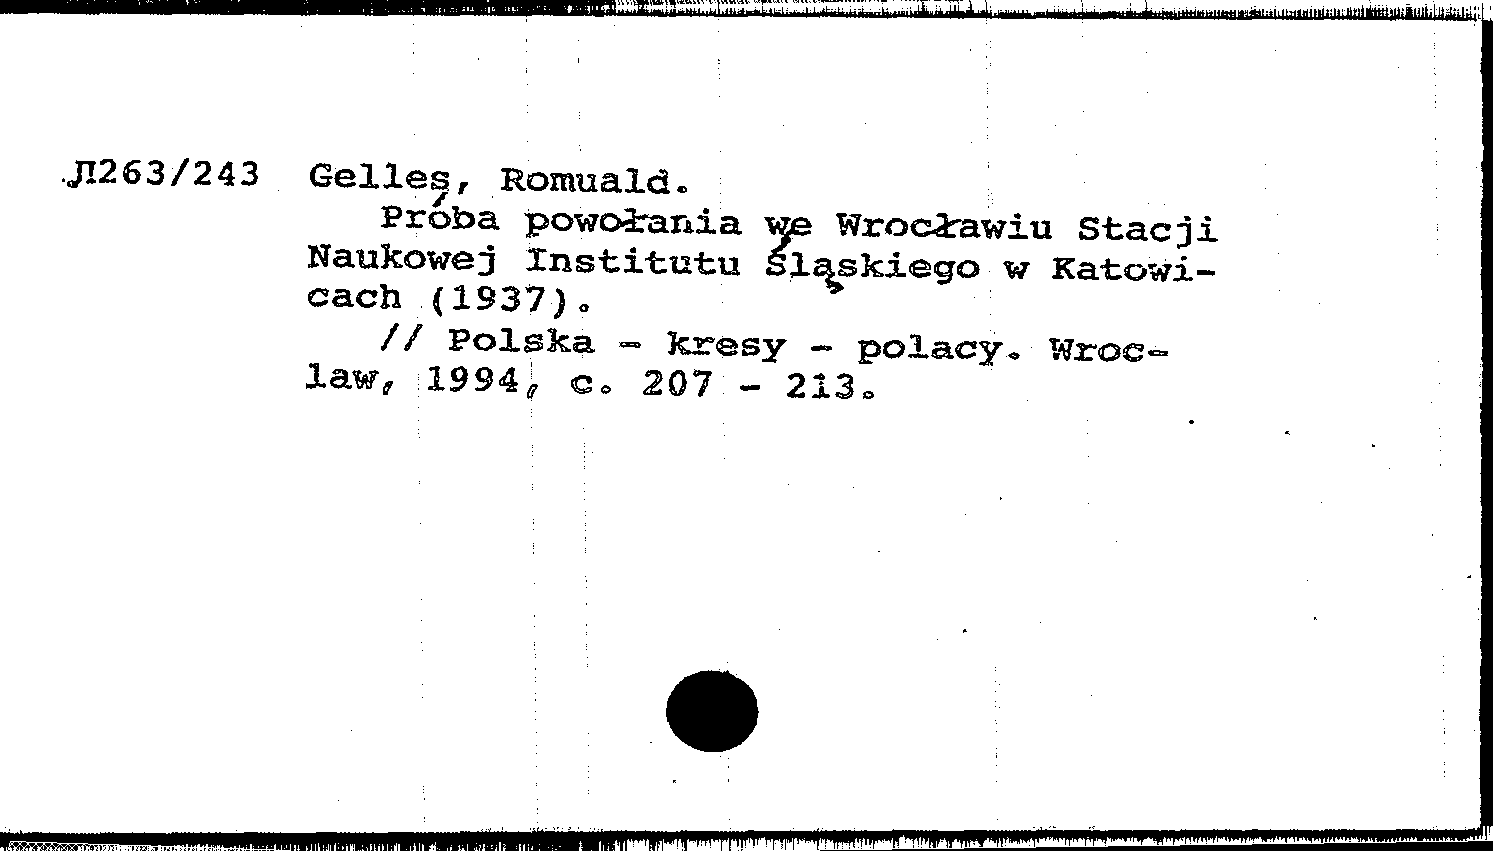 Л263/243 Gelles, Romuald.
Próba powołania we Wrocławiu Stacji
Naukowej Institutu Śląskiego w Katowi-
cach (1937).
// Polska - kresy - polacy. Wroc-
law, 1994, c. 207 - 213.